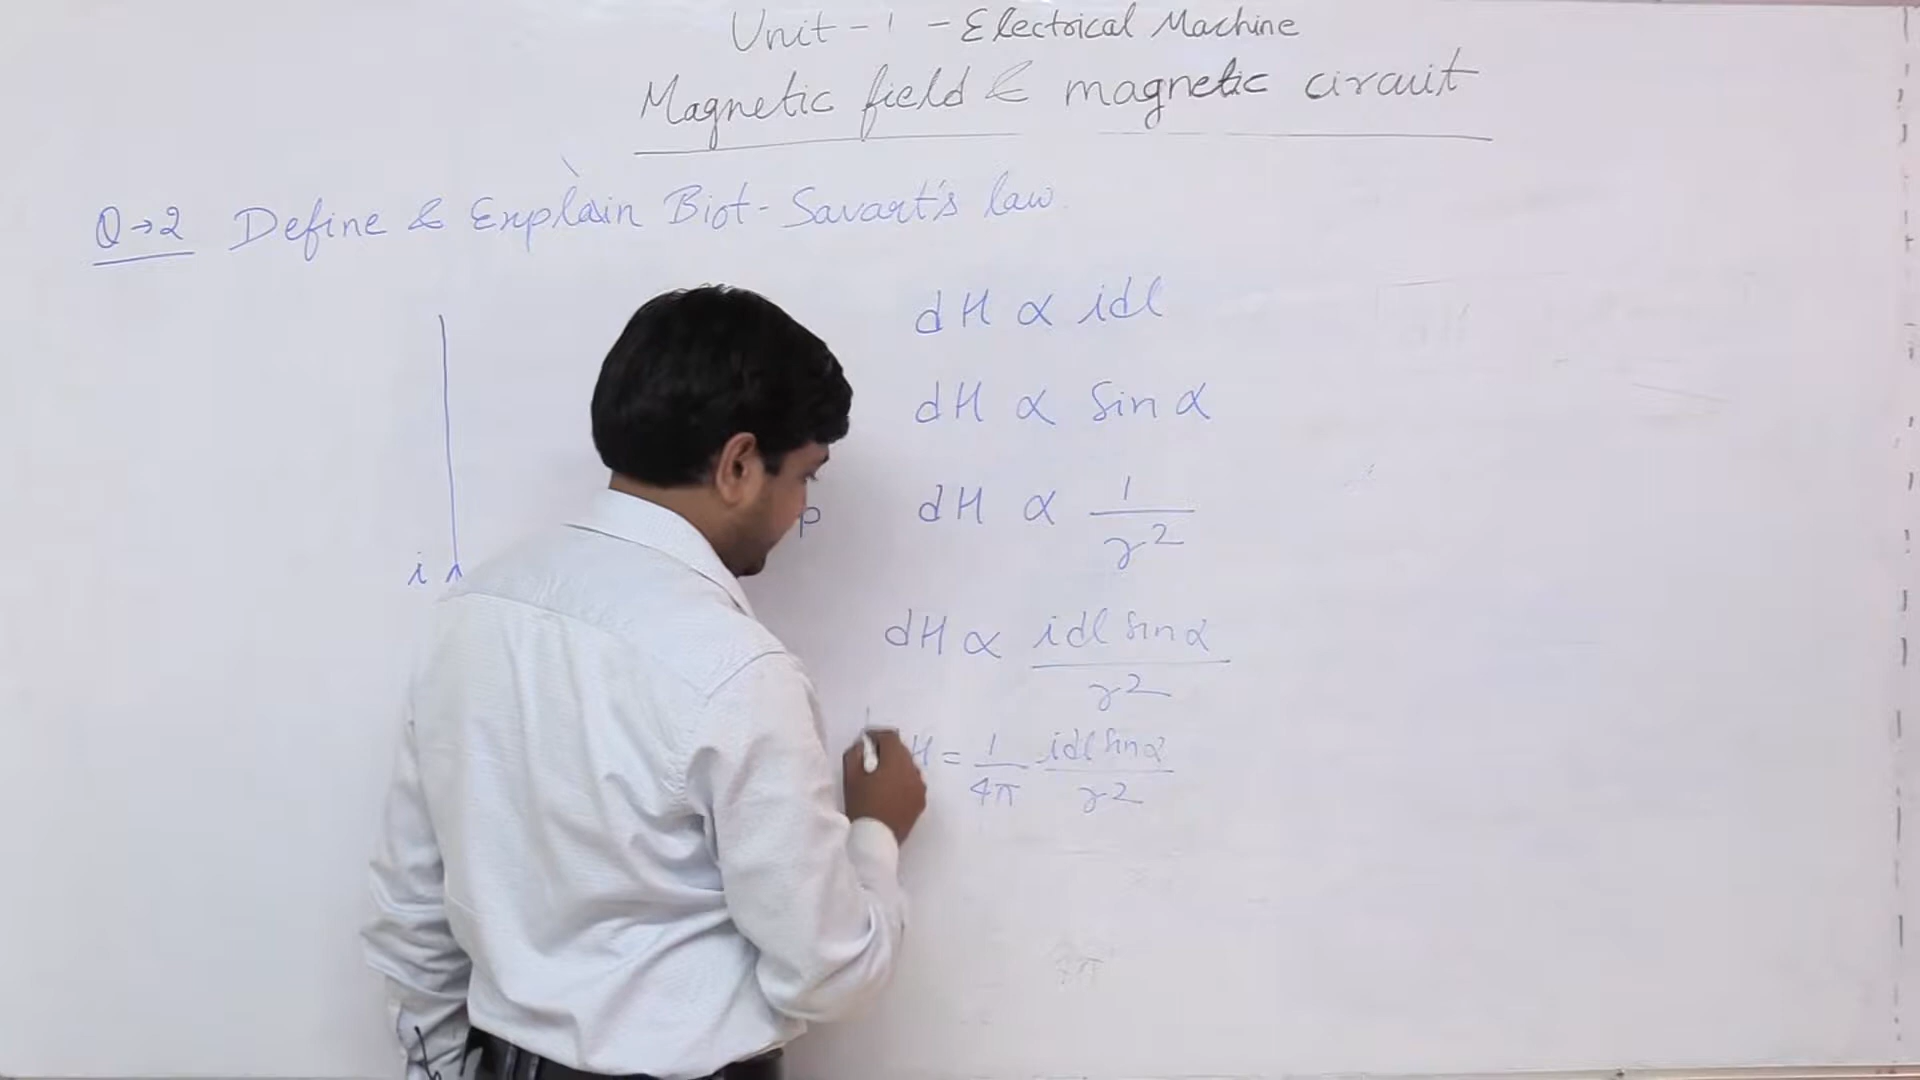 Unit - 1 - Electrical Machine
Magnetic field & magnetic circuit
Q→2 Define & Explain Biot-Savart's law
dH ∝ idl
dH ∝ Sin α
P
dH ∝ 1/r²
i
dH ∝ idl Sin α / r²
H = 1/4π idl Sin α / r²